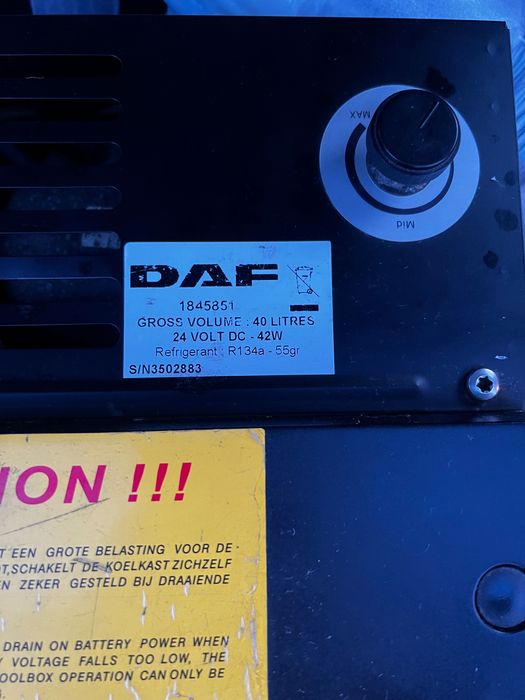 MAX
Mid
DAF
1845851
GROSS VOLUME : 40 LITRES
24 VOLT DC - 42W
Refrigerant : R134a - 55gr
S/N3502883
ION !!!
T EEN GROTE BELASTING VOOR DE
T,SCHAKELT DE KOELKAST ZICHZELF
EN ZEKER GESTELD BIJ DRAAIENDE
DRAIN ON BATTERY POWER WHEN
Y VOLTAGE FALLS TOO LOW, THE
OOLBOX OPERATION CAN ONLY BE